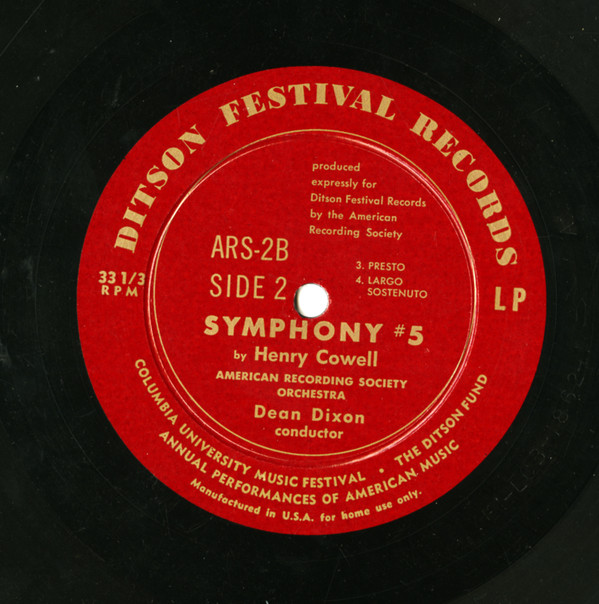 DITSON FESTIVAL RECORDS
produced
expressly for
Ditson Festival Records
by the American
Recording Society
ARS-2B
SIDE 2
3. PRESTO
4. LARGO
SOSTENUTO
33 1/3
RPM
LP
SYMPHONY #5
by Henry Cowell
AMERICAN RECORDING SOCIETY
ORCHESTRA
Dean Dixon
conductor
COLUMBIA UNIVERSITY MUSIC FESTIVAL • THE DITSON FUND
ANNUAL PERFORMANCES OF AMERICAN MUSIC
Manufactured in U.S.A. for home use only.